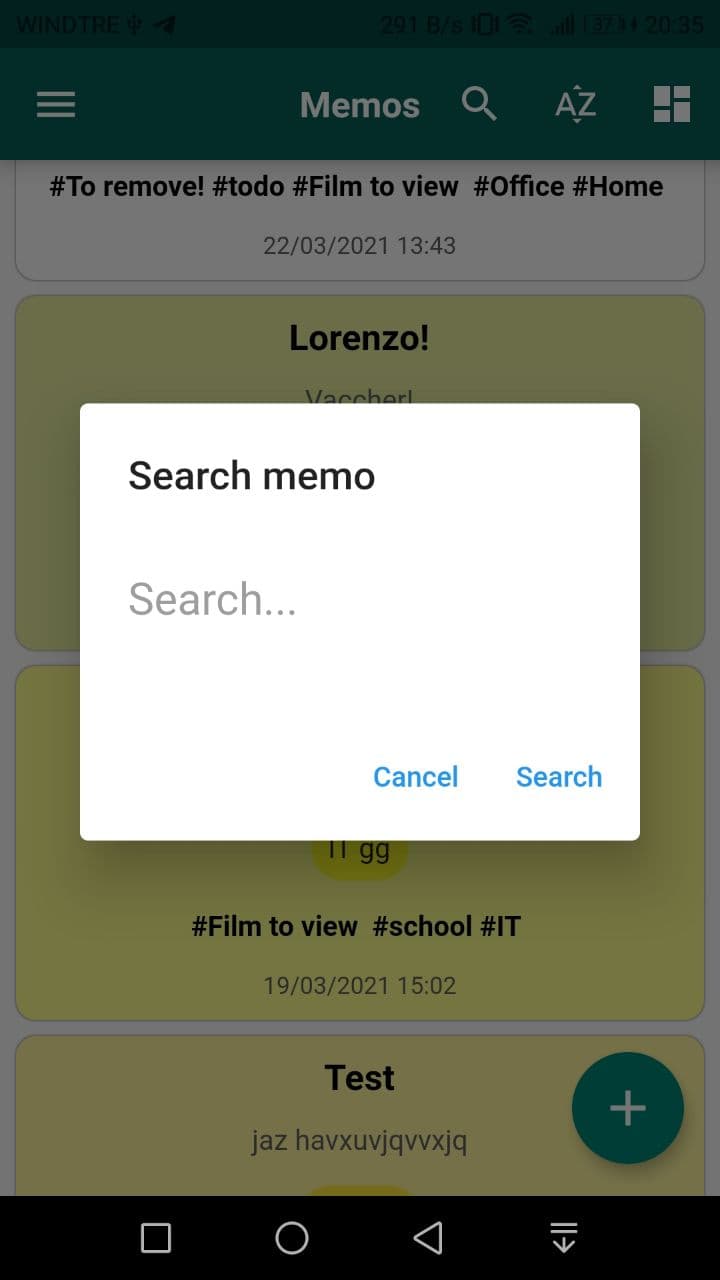 WINDTRE 291 B/s 37 20:35
Memos AZ
#To remove! #todo #Film to view #Office #Home
22/03/2021 13:43
Lorenzo!
Vaccher!
Search memo
Search...
Cancel Search
gg
#Film to view #school #IT
19/03/2021 15:02
Test
jaz havxuvjqvvxjq